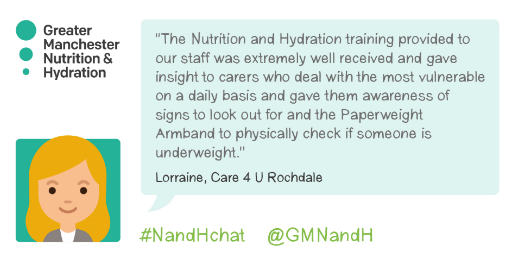 Greater
Manchester
Nutrition &
Hydration
"The Nutrition and Hydration training provided to
our staff was extremely well received and gave
insight to carers who deal with the most vulnerable
on a daily basis and gave them awareness of
signs to look out for and the Paperweight
Armband to physically check if someone is
underweight."
Lorraine, Care 4 U Rochdale
#NandHchat @GMNandH